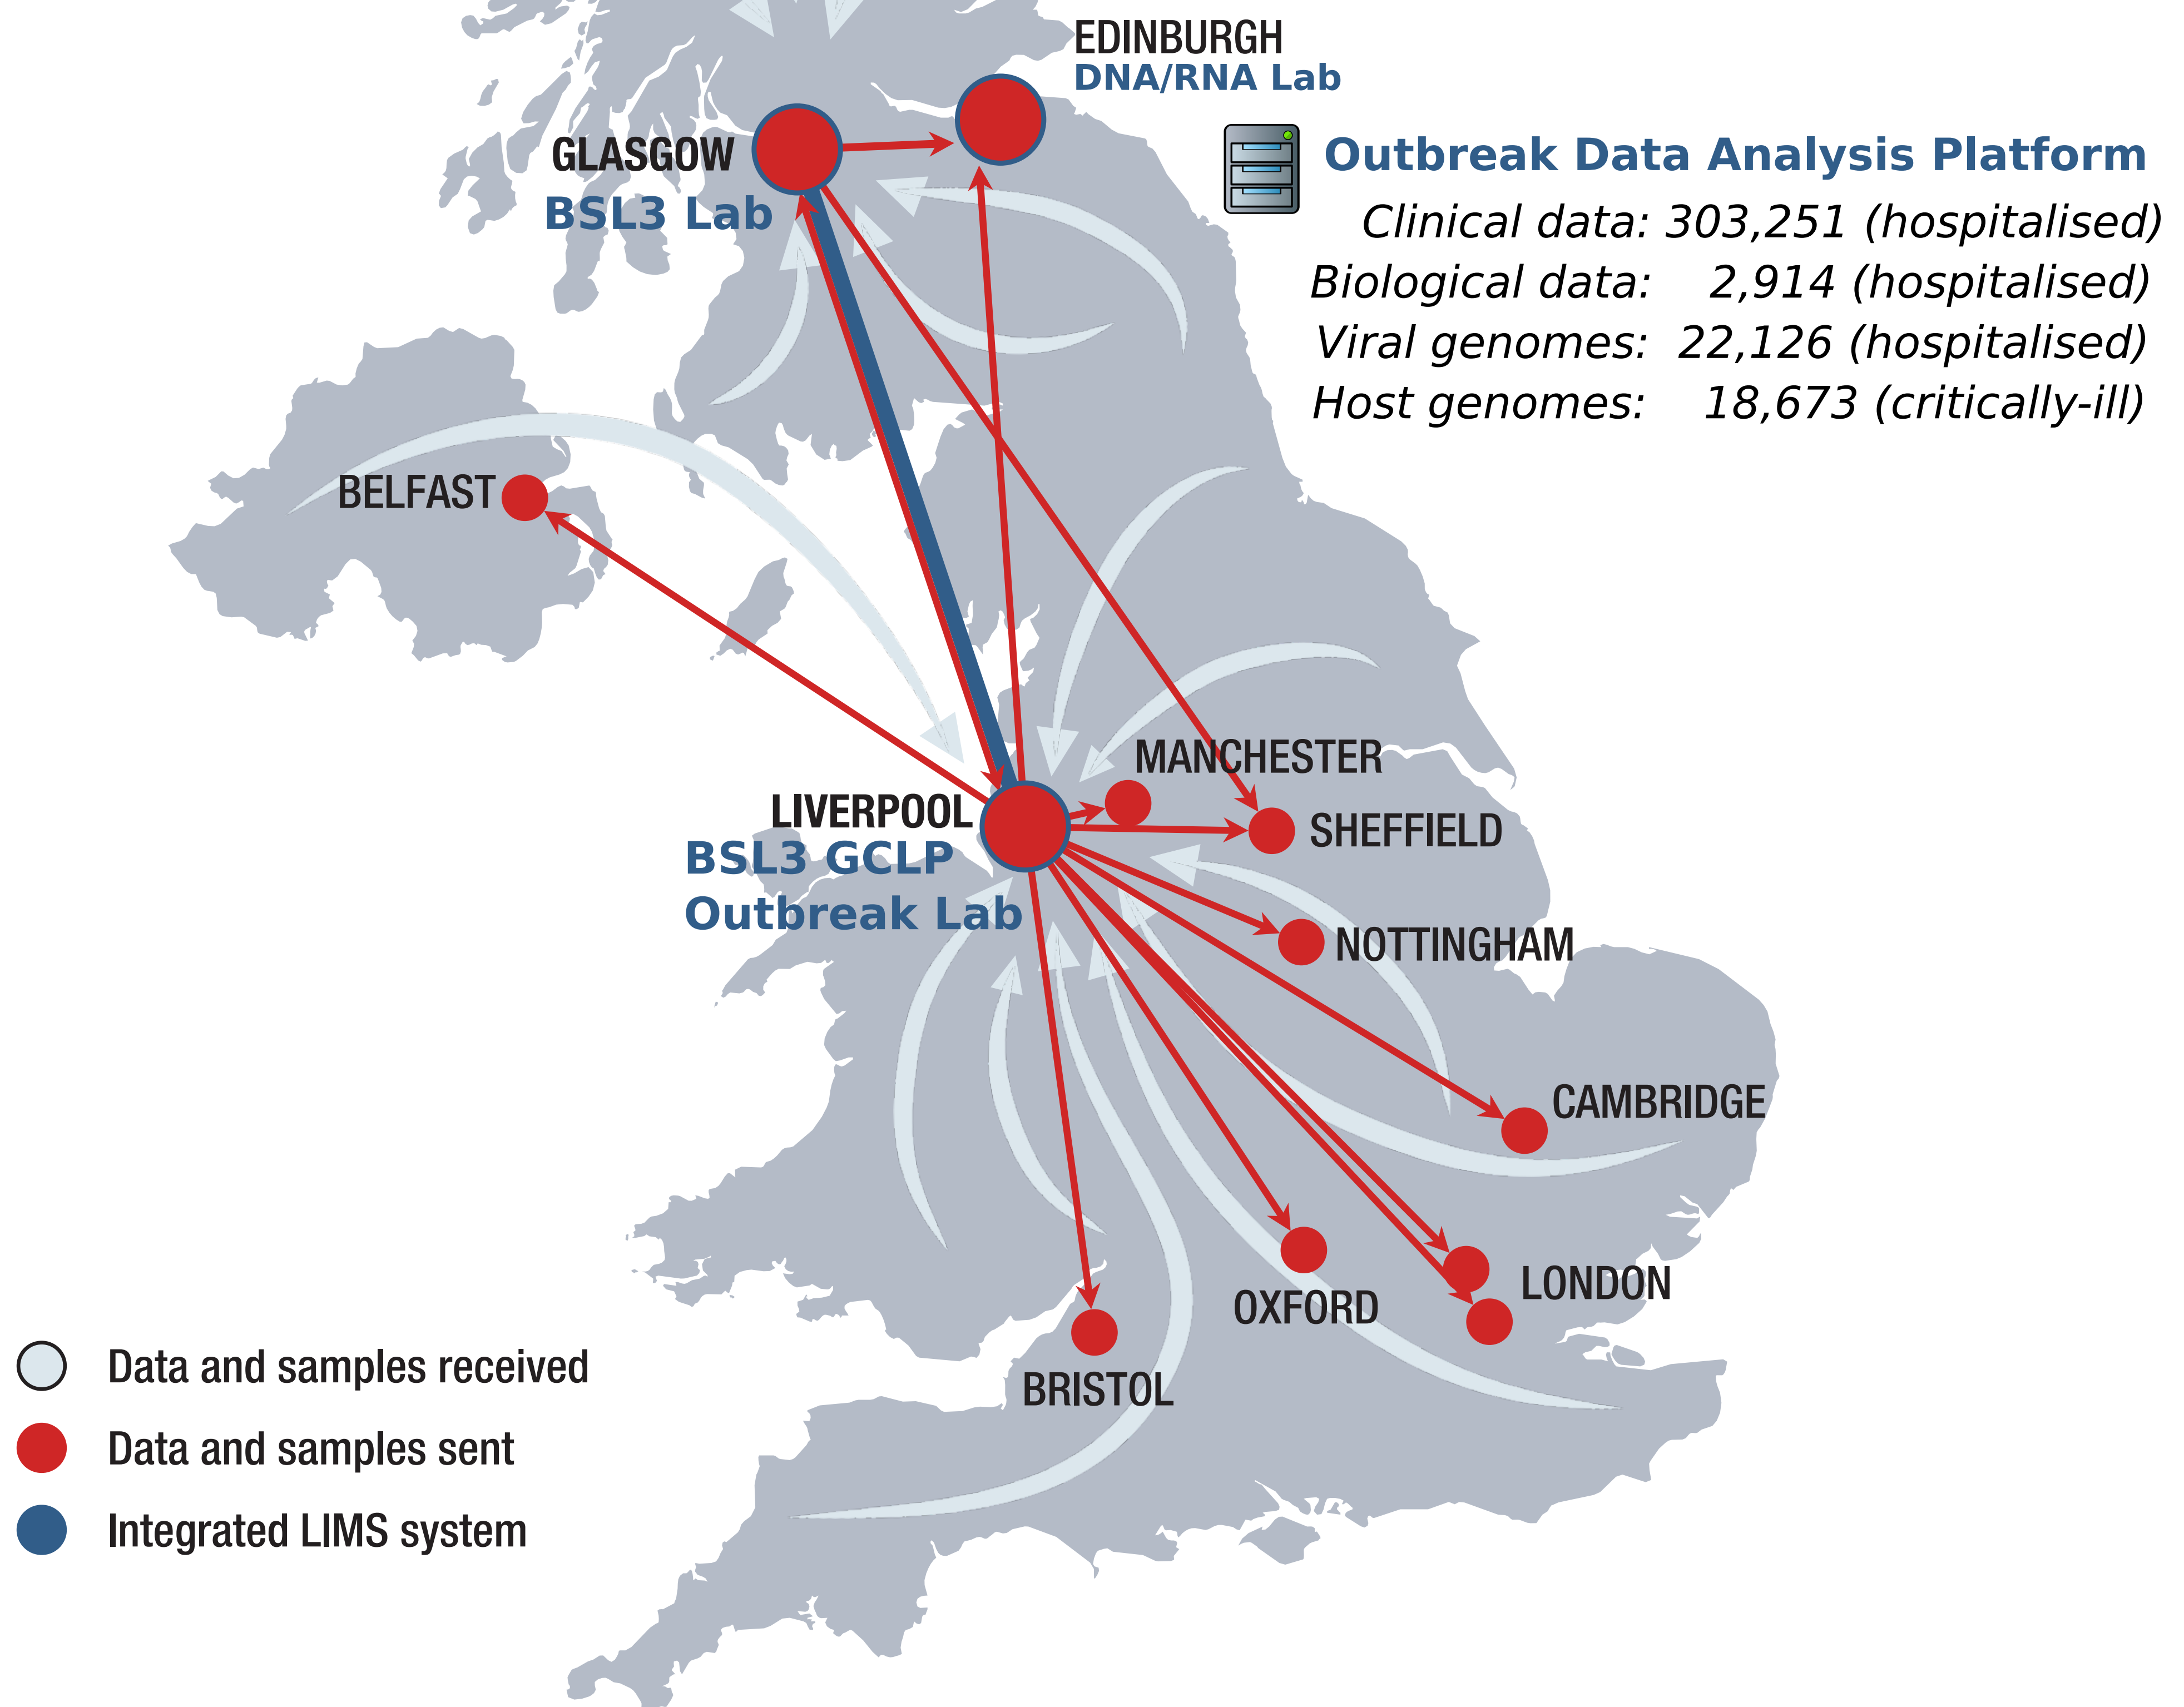 EDINBURGH
DNA/RNA Lab
GLASGOW
BSL3 Lab
Outbreak Data Analysis Platform
Clinical data: 303,251 (hospitalised)
Biological data: 2,914 (hospitalised)
Viral genomes: 22,126 (hospitalised)
Host genomes: 18,673 (critically-ill)
BELFAST
MANCHESTER
LIVERPOOL
BSL3 GCLP
Outbreak Lab
SHEFFIELD
NOTTINGHAM
CAMBRIDGE
LONDON
OXFORD
BRISTOL
Data and samples received
Data and samples sent
Integrated LIMS system